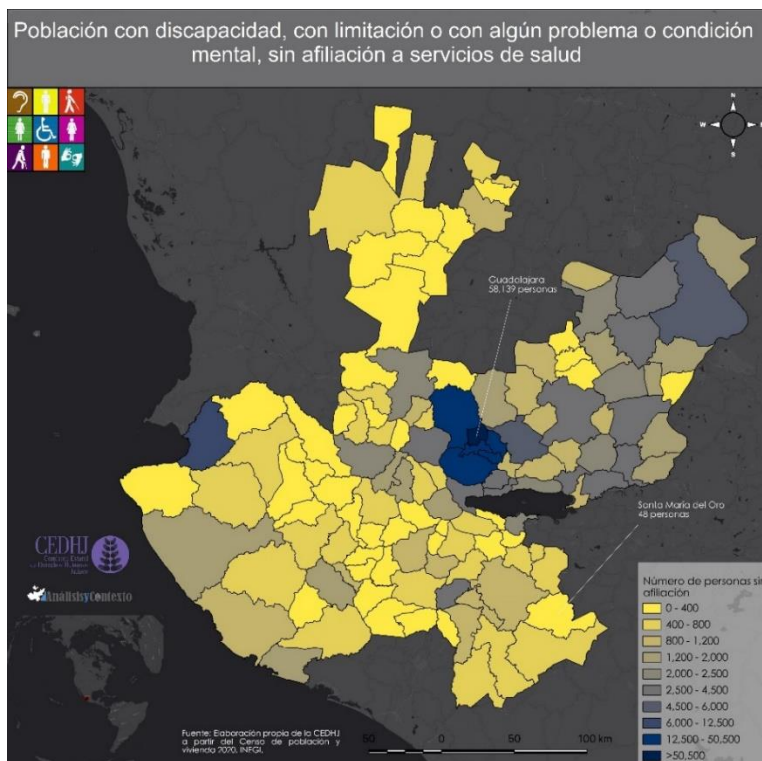 Población con discapacidad, con limitación o con algún problema o condición
mental, sin afiliación a servicios de salud
N
W
S
Guadalajara
58,139 personas
Santa María del Oro
48 personas
CEDHJ
AnálisisyContexto
Número de personas sin
afiliación
0 - 400
400 - 800
800 - 1,200
1,200 - 2,000
2,000 - 2,500
2,500 - 4,500
4,500 - 6,000
6,000 - 12,500
12,500 - 50,500
>50,500
Fuente: Elaboración propia de la CEDHJ
a partir del Censo de población y
vivienda 2020, INEGI.
50 0 50 100 km